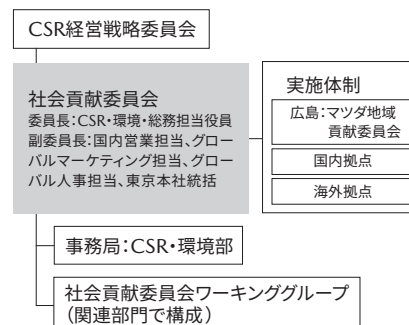 CSR経営戦略委員会
社会貢献委員会
委員長:CSR・環境・総務担当役員
副委員長:国内営業担当、グロー
バルマーケティング担当、グロー
バル人事担当、東京本社統括
実施体制
広島:マツダ地域
貢献委員会
国内拠点
海外拠点
事務局:CSR・環境部
社会貢献委員会ワーキンググループ
(関連部門で構成)